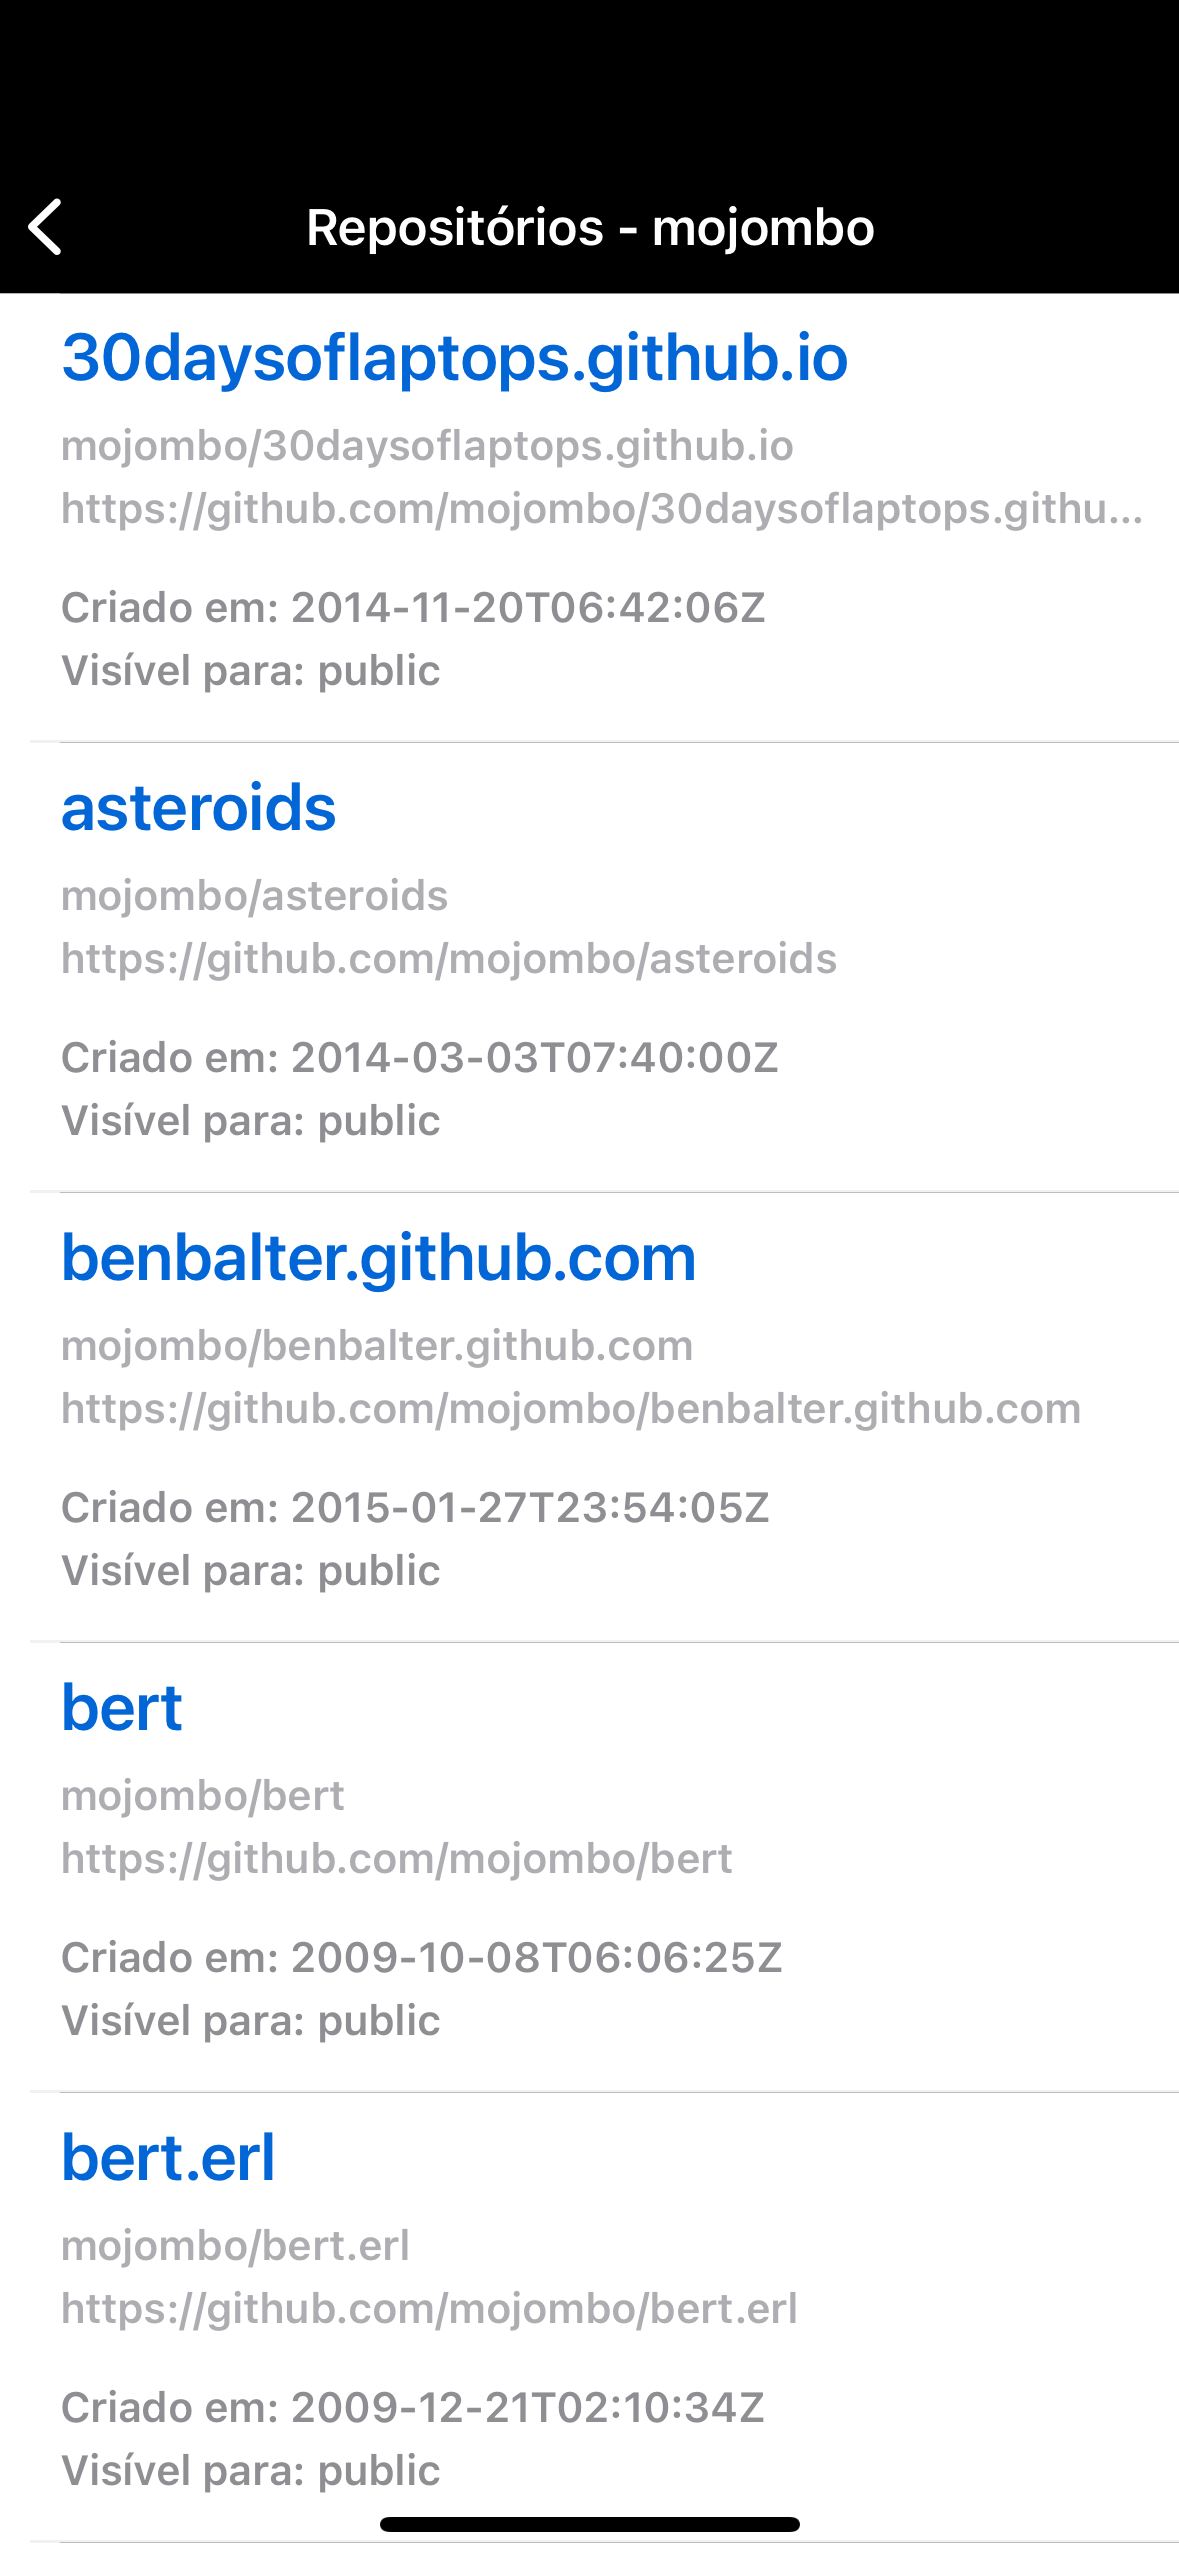 Repositórios - mojombo
30daysoflaptops.github.io
mojombo/30daysoflaptops.github.io
https://github.com/mojombo/30daysoflaptops.githu...
Criado em: 2014-11-20T06:42:06Z
Visível para: public
asteroids
mojombo/asteroids
https://github.com/mojombo/asteroids
Criado em: 2014-03-03T07:40:00Z
Visível para: public
benbalter.github.com
mojombo/benbalter.github.com
https://github.com/mojombo/benbalter.github.com
Criado em: 2015-01-27T23:54:05Z
Visível para: public
bert
mojombo/bert
https://github.com/mojombo/bert
Criado em: 2009-10-08T06:06:25Z
Visível para: public
bert.erl
mojombo/bert.erl
https://github.com/mojombo/bert.erl
Criado em: 2009-12-21T02:10:34Z
Visível para: public